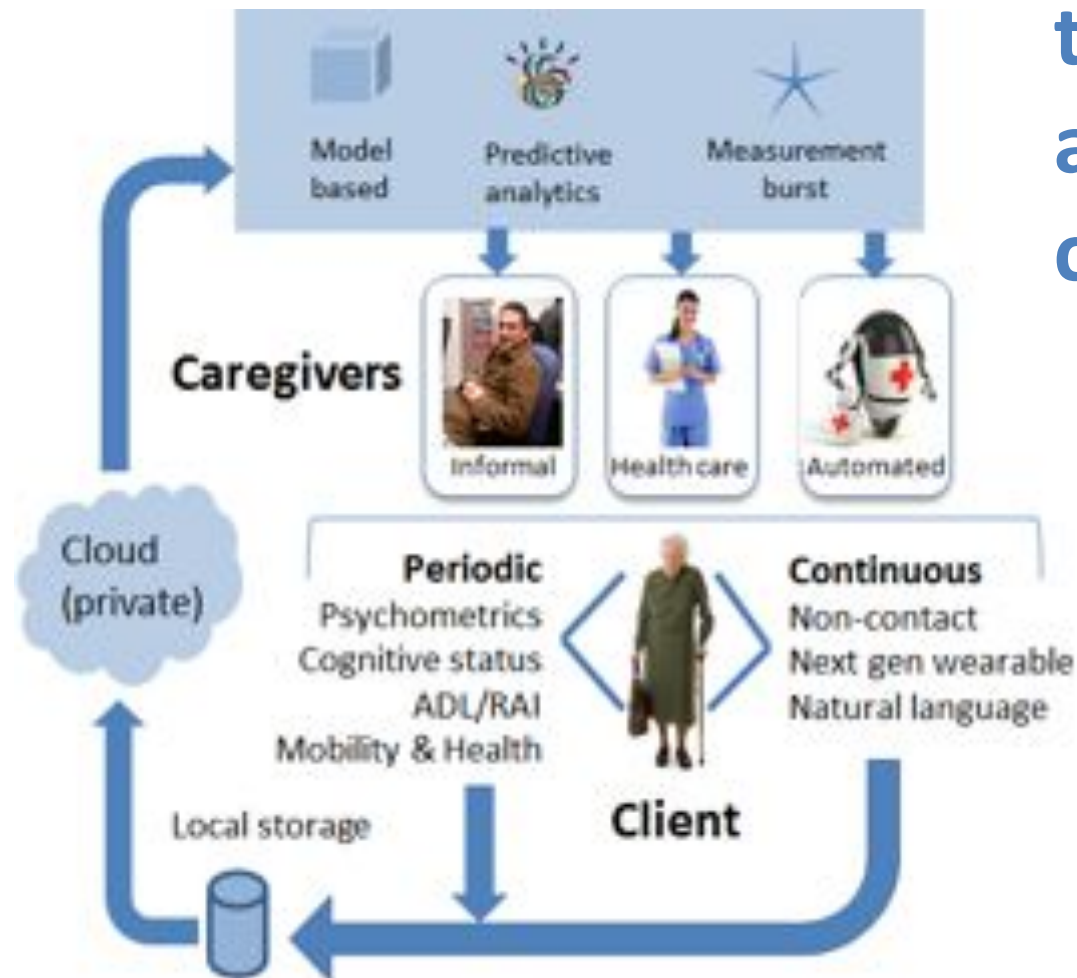 Model
based
Predictive
analytics
Measurement
burst
Caregivers
Informal
Health care
Automated
Cloud
(private)
Periodic
Psychometrics
Cognitive status
ADL/RAI
Mobility & Health
Continuous
Non-contact
Next gen wearable
Natural language
Client
Local storage